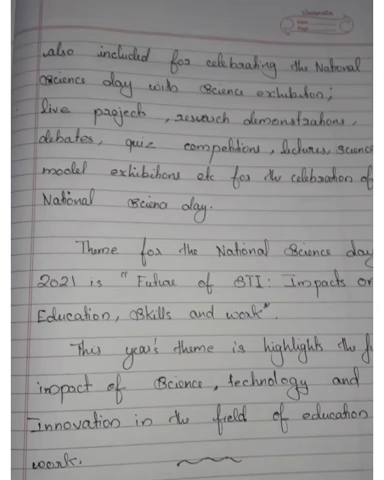 Classmate
Date
Page
also included for celebrating the National
Science day with Science exhibition;
live project, research demonstrations,
debates, quiz competitions, lectures, science
model exhibitions etc for the celebration of
National Science day.
Theme for the National Science day
2021 is "Future of STI: Impacts on
Education, Skills and work".
This year's theme is highlights the
impact of Science, technology and
Innovation in the field of education
work.